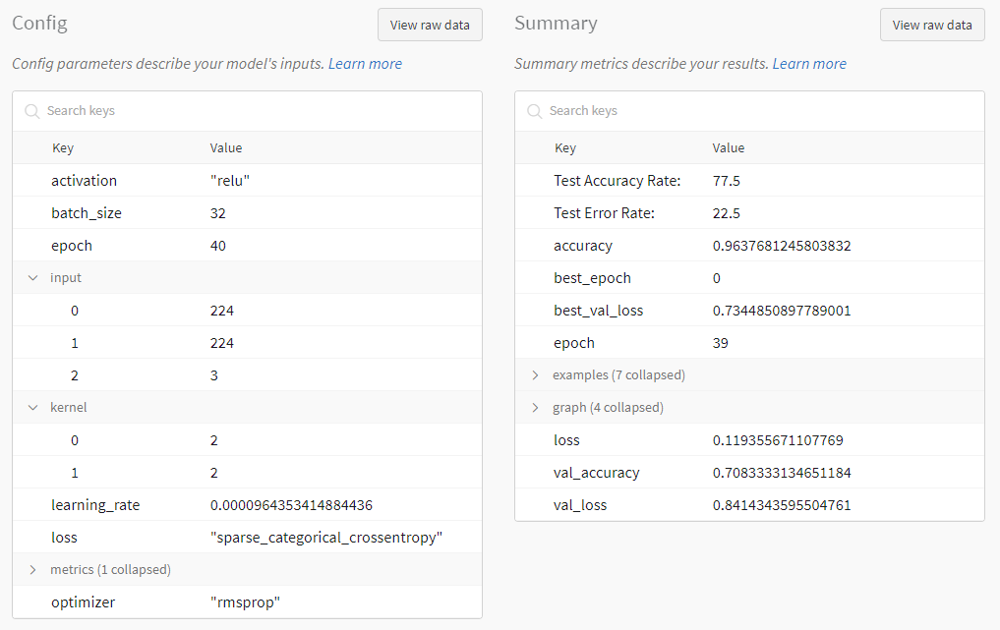 Config
View raw data
Config parameters describe your model's inputs. Learn more
Search keys
Key Value
activation "relu"
batch_size 32
epoch 40
input
0 224
1 224
2 3
kernel
0 2
1 2
learning_rate 0.0000964353414884436
loss "sparse_categorical_crossentropy"
metrics (1 collapsed)
optimizer "rmsprop"
Summary
View raw data
Summary metrics describe your results. Learn more
Search keys
Key Value
Test Accuracy Rate: 77.5
Test Error Rate: 22.5
accuracy 0.9637681245803832
best_epoch 0
best_val_loss 0.7344850897789001
epoch 39
examples (7 collapsed)
graph (4 collapsed)
loss 0.119355671107769
val_accuracy 0.7083333134651184
val_loss 0.8414343595504761